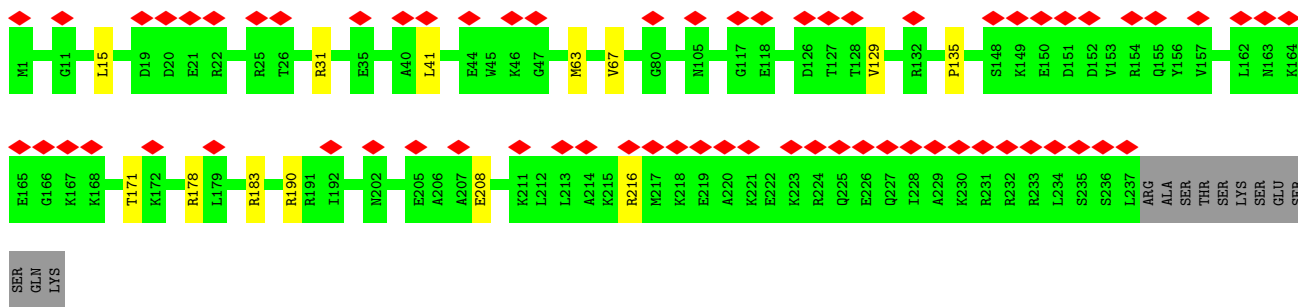 M1 G11 L15 D19 D20 E21 R22 R25 T26 R31 E35 A40 L41 E44 W45 K46 G47 M63 V67 G80 N105 G117 E118 D126 T127 T128 V129 R132 P135 S148 K149 E150 D151 D152 V153 R154 Q155 Y156 V157 L162 N163 K164
E165 G166 K167 K168 T171 K172 R178 L179 R183 R190 R191 I192 N202 E205 A206 A207 E208 K211 L212 L213 A214 K215 R216 M217 K218 E219 A220 K221 E222 K223 R224 Q225 E226 Q227 I228 A229 K230 R231 R232 R233 L234 S235 S236 L237 ARG ALA SER THR SER LYS SER GLU SER
SER GLN LYS